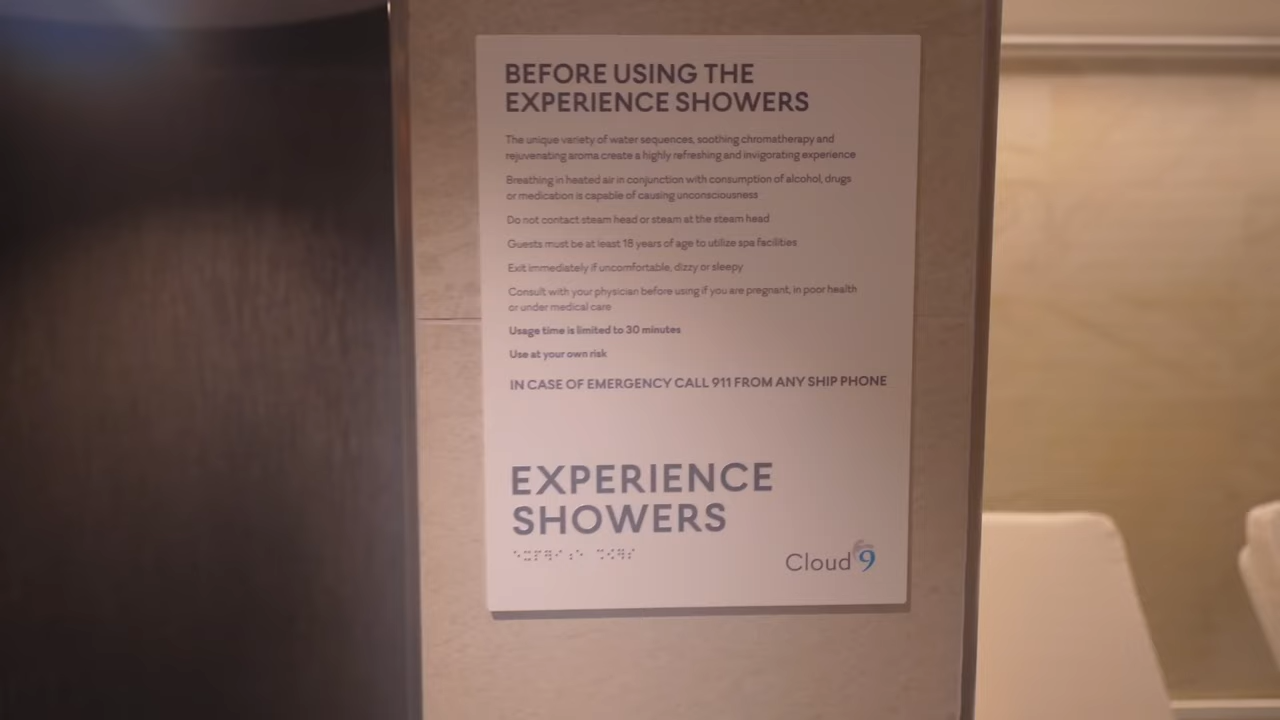 BEFORE USING THE
EXPERIENCE SHOWERS
The unique variety of water sequences, soothing chromatherapy and
rejuvenating aroma create a highly refreshing and invigorating experience
Breathing in heated air in conjunction with consumption of alcohol, drugs
or medication is capable of causing unconsciousness
Do not contact steam head or steam at the steam head
Guests must be at least 18 years of age to utilize spa facilities
Exit immediately if uncomfortable, dizzy or sleepy
Consult with your physician before using if you are pregnant, in poor health
or under medical care
Usage time is limited to 30 minutes
Use at your own risk
IN CASE OF EMERGENCY CALL 911 FROM ANY SHIP PHONE
EXPERIENCE
SHOWERS
Cloud 9